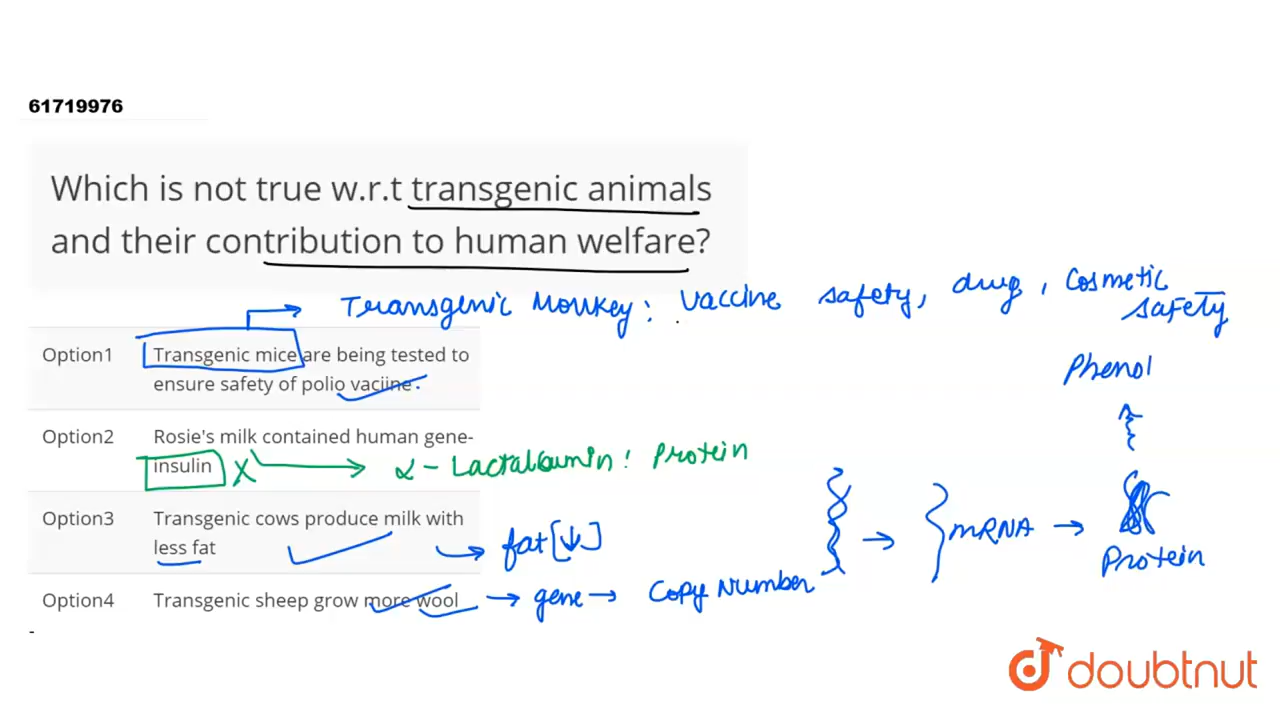 61719976
Which is not true w.r.t transgenic animals
and their contribution to human welfare?
Transgenic Monkey: Vaccine safety, drug, Cosmetic
safety
Option1 Transgenic mice are being tested to
ensure safety of polio vaciine.
Phenol
Option2 Rosie's milk contained human gene-
insulin X α-Lactalbumin: Protein
Option3 Transgenic cows produce milk with
less fat
fat[↓]
mRNA
Protein
Option4 Transgenic sheep grow more wool
gene Copy Number
doubtnut